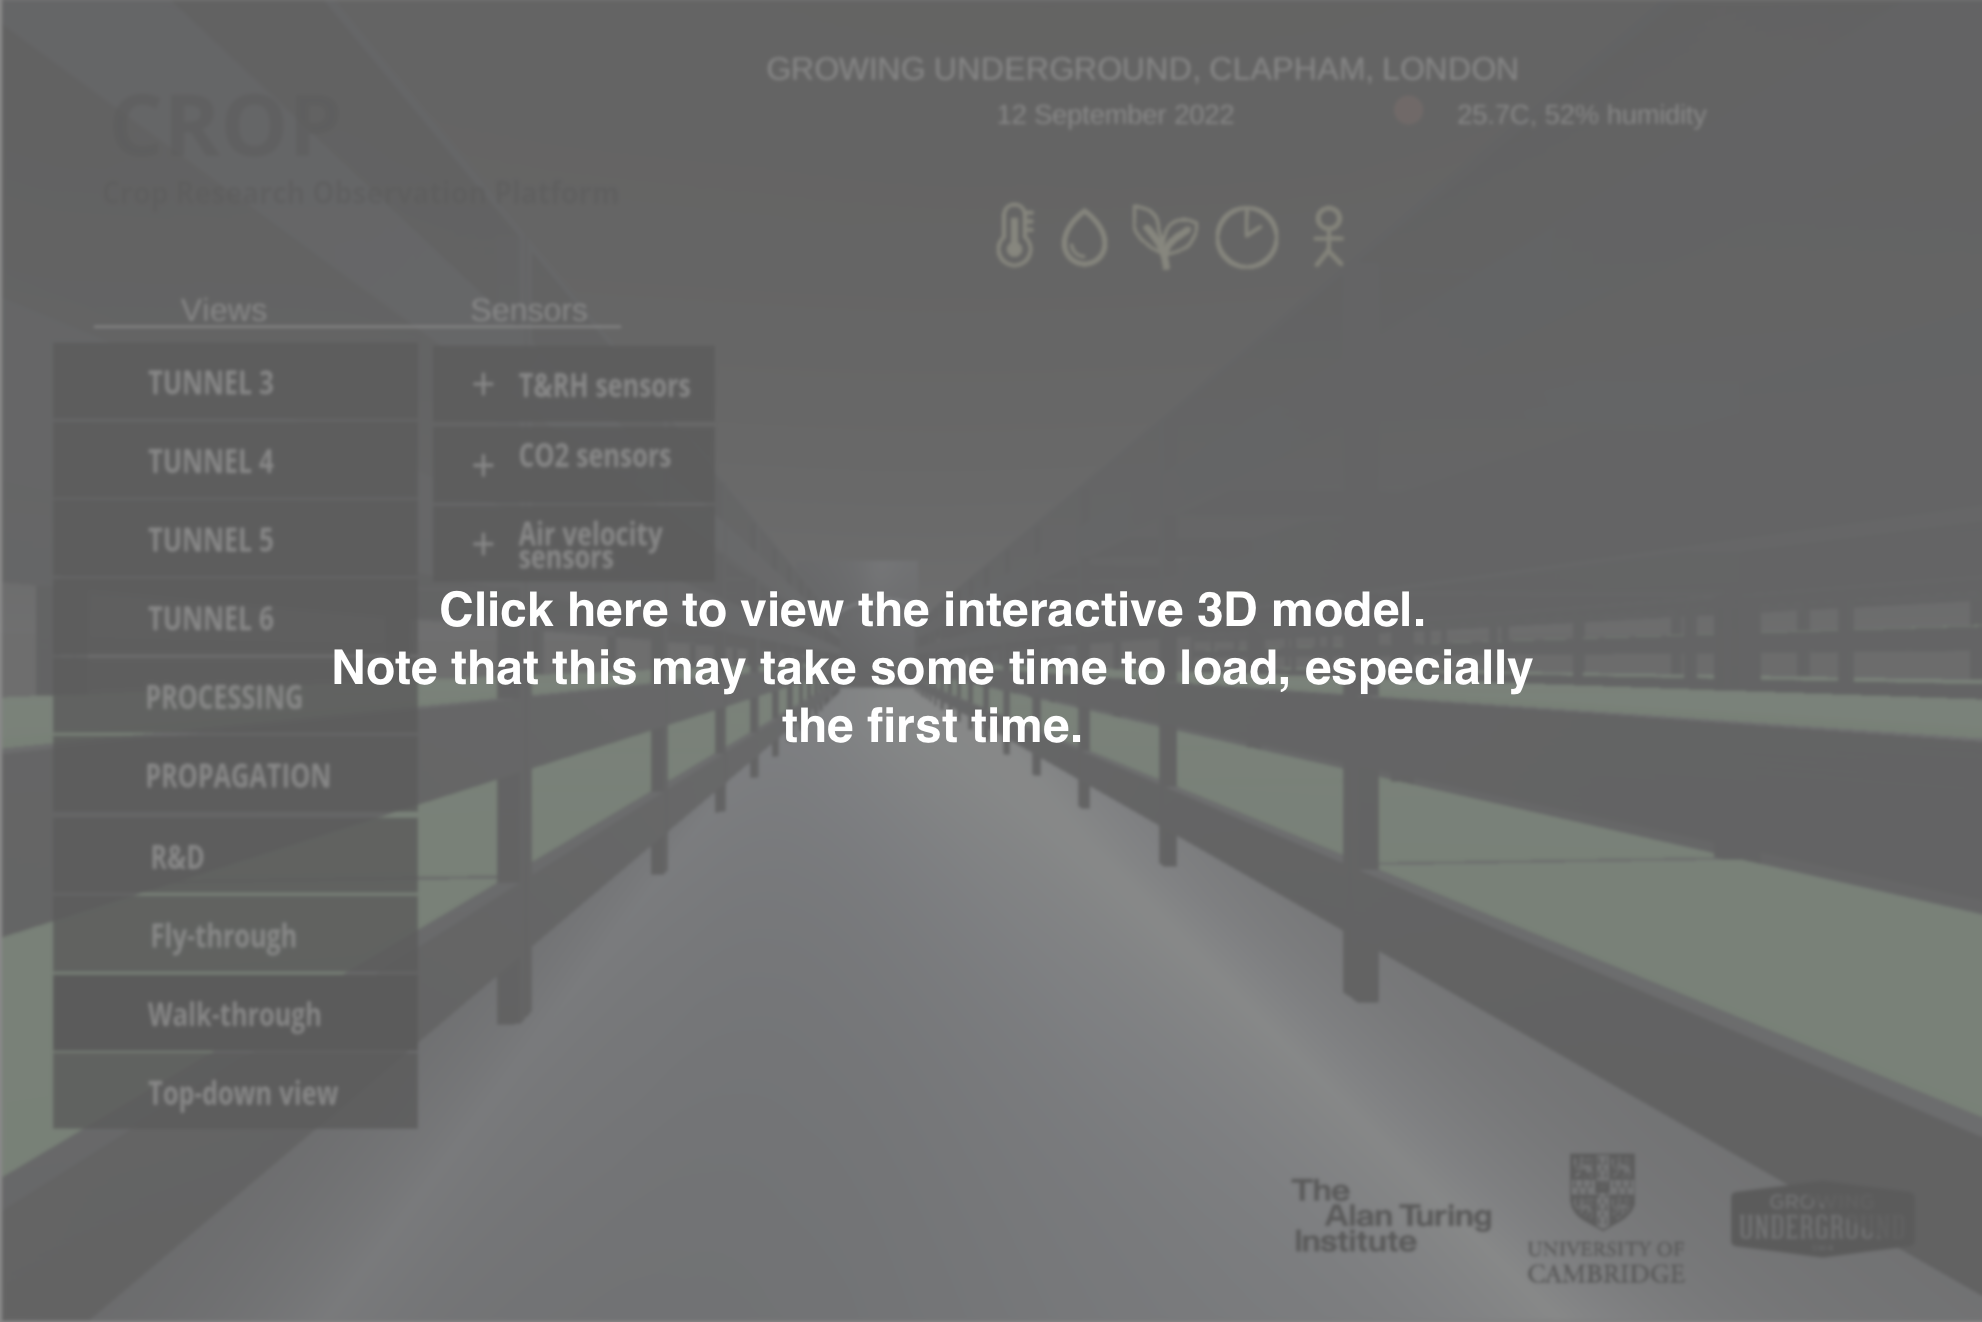 GROWING UNDERGROUND, CLAPHAM, LONDON
12 September 2022
25.7C, 52% humidity
CROP
Crop Research Observation Platform
Views
Sensors
TUNNEL 3
TUNNEL 4
TUNNEL 5
TUNNEL 6
PROCESSING
PROPAGATION
R&D
Fly-through
Walk-through
Top-down view
+ T&RH sensors
+ CO2 sensors
+ Air velocity
sensors
Click here to view the interactive 3D model.
Note that this may take some time to load, especially
the first time.
The
Alan Turing
Institute
UNIVERSITY OF
CAMBRIDGE
GROWING
UNDERGROUND